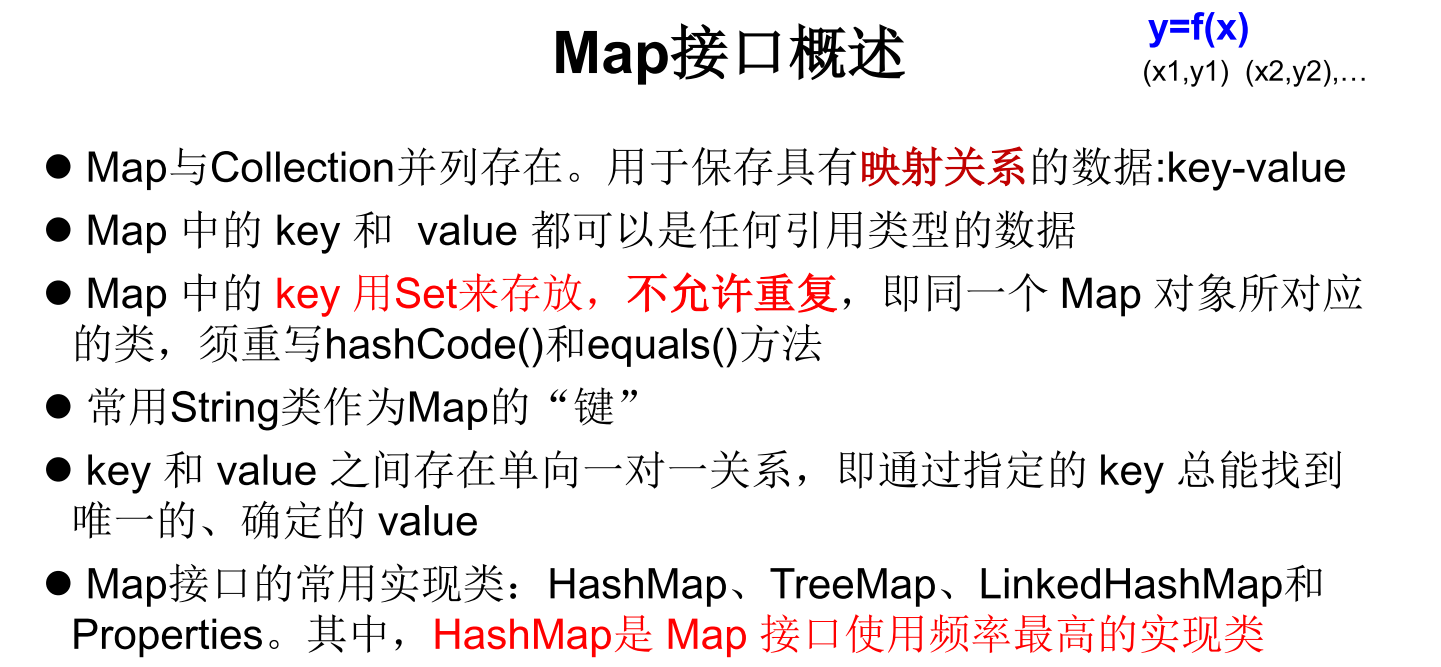 Map接口概述
y=f(x)
(x1,y1) (x2,y2),…
● Map与Collection并列存在。用于保存具有映射关系的数据:key-value
● Map 中的 key 和 value 都可以是任何引用类型的数据
● Map 中的 key 用Set来存放，不允许重复，即同一个 Map 对象所对应
的类，须重写hashCode()和equals()方法
● 常用String类作为Map的“键”
● key 和 value 之间存在单向一对一关系，即通过指定的 key 总能找到
唯一的、确定的 value
● Map接口的常用实现类：HashMap、TreeMap、LinkedHashMap和
Properties。其中，HashMap是 Map 接口使用频率最高的实现类